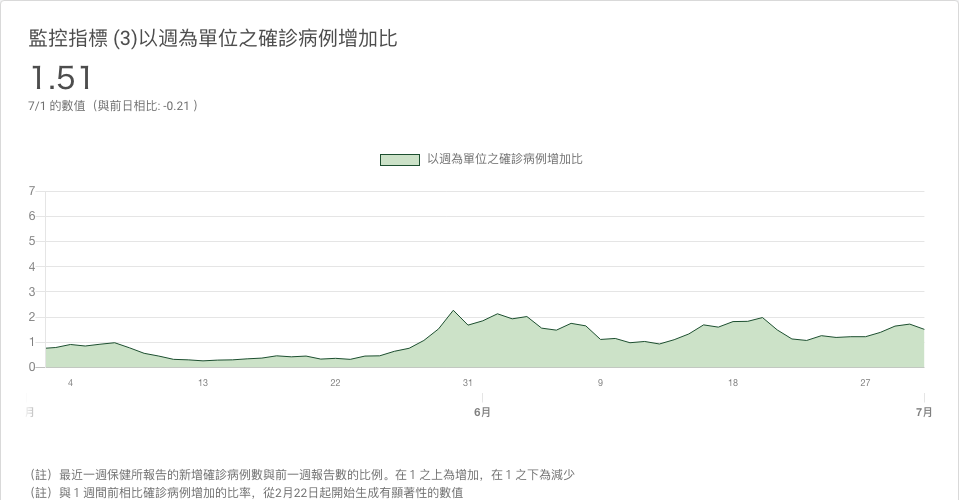 監控指標 (3)以週為單位之確診病例增加比
1.51
7/1 的數值（與前日相比: -0.21 ）
以週為單位之確診病例增加比
7
6
5
4
3
2
1
0
4 13 22 31 9 18 27
月 6月 7月
（註）最近一週保健所報告的新增確診病例數與前一週報告數的比例。在 1 之上為增加，在 1 之下為減少
（註）與 1 週間前相比確診病例增加的比率，從2月22日起開始生成有顯著性的數值